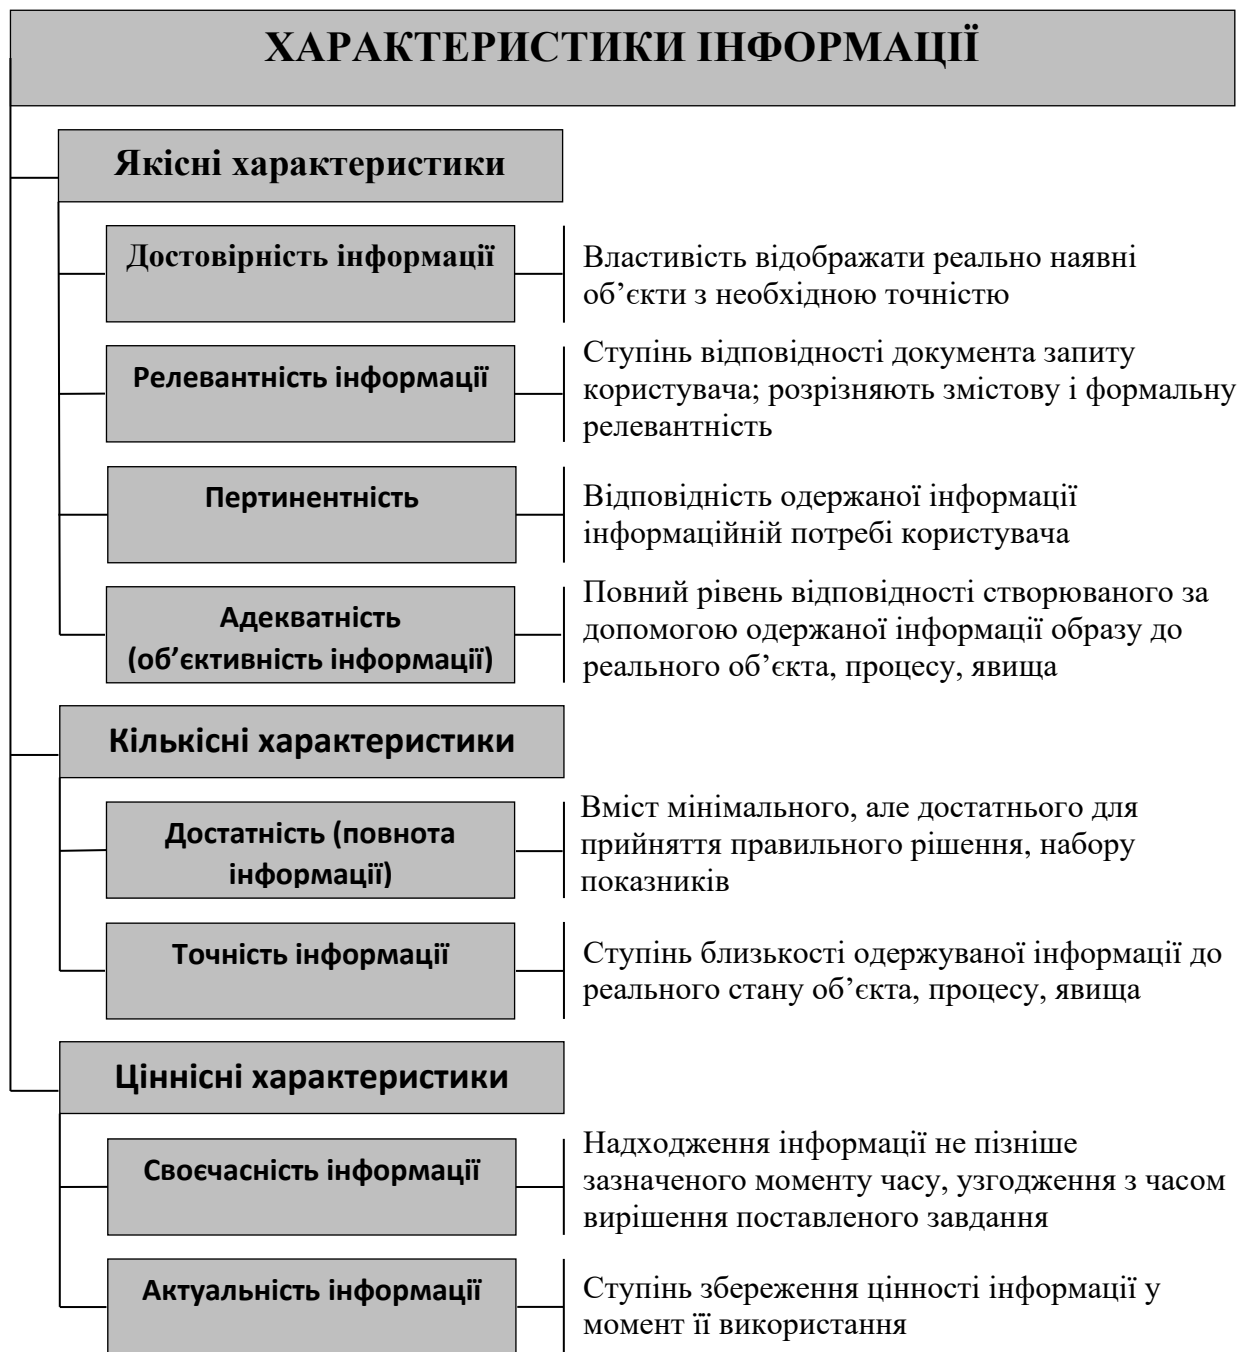 ХАРАКТЕРИСТИКИ ІНФОРМАЦІЇ
Якісні характеристики
Достовірність інформації
Властивість відображати реально наявні
об’єкти з необхідною точністю
Релевантність інформації
Ступінь відповідності документа запиту
користувача; розрізняють змістову і формальну
релевантність
Пертинентність
Відповідність одержаної інформації
інформаційній потребі користувача
Адекватність
(об’єктивність інформації)
Повний рівень відповідності створюваного за
допомогою одержаної інформації образу до
реального об’єкта, процесу, явища
Кількісні характеристики
Достатність (повнота
інформації)
Вміст мінімального, але достатнього для
прийняття правильного рішення, набору
показників
Точність інформації
Ступінь близькості одержуваної інформації до
реального стану об’єкта, процесу, явища
Ціннісні характеристики
Своєчасність інформації
Надходження інформації не пізніше
зазначеного моменту часу, узгодження з часом
вирішення поставленого завдання
Актуальність інформації
Ступінь збереження цінності інформації у
момент її використання